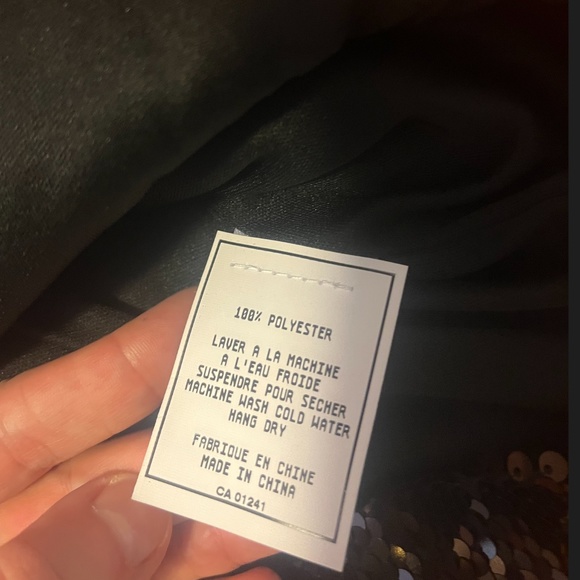 100% POLYESTER
LAVER A LA MACHINE
A L'EAU FROIDE
SUSPENDRE POUR SECHER
MACHINE WASH COLD WATER
HANG DRY
FABRIQUE EN CHINE
MADE IN CHINA
CA 01241